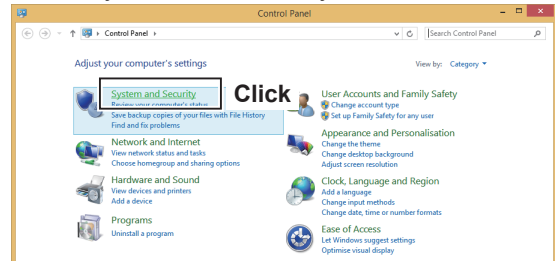 Control Panel
Control Panel
Search Control Panel
Adjust your computer's settings
View by: Category
System and Security
Review your computer's status
Save backup copies of your files with File History
Find and fix problems
Click
Network and Internet
View network status and tasks
Choose homegroup and sharing options
Hardware and Sound
View devices and printers
Add a device
Programs
Uninstall a program
User Accounts and Family Safety
Change account type
Set up Family Safety for any user
Appearance and Personalisation
Change the theme
Change desktop background
Adjust screen resolution
Clock, Language and Region
Add a language
Change input methods
Change date, time or number formats
Ease of Access
Let Windows suggest settings
Optimise visual display